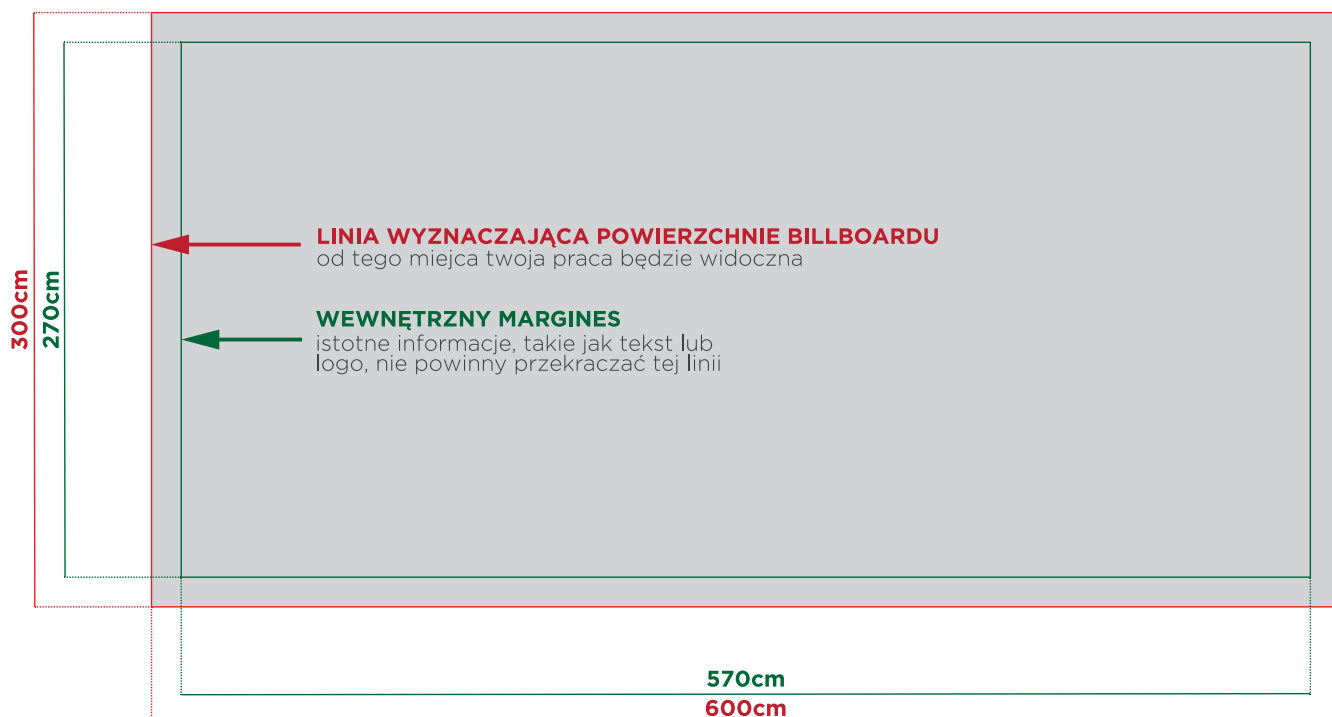 LINIA WYZNACZAJĄCA POWIERZCHNIE BILLBOARDU
od tego miejca twoja praca będzie widoczna
WEWNĘTRZNY MARGINES
istotne informacje, takie jak tekst lub
logo, nie powinny przekraczać tej linii
300cm
270cm
570cm
600cm